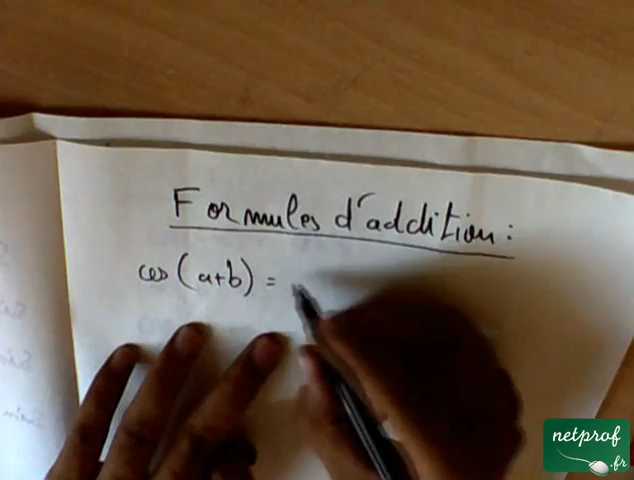 Formules d'addition :
cos (a+b) =
netprof
.fr